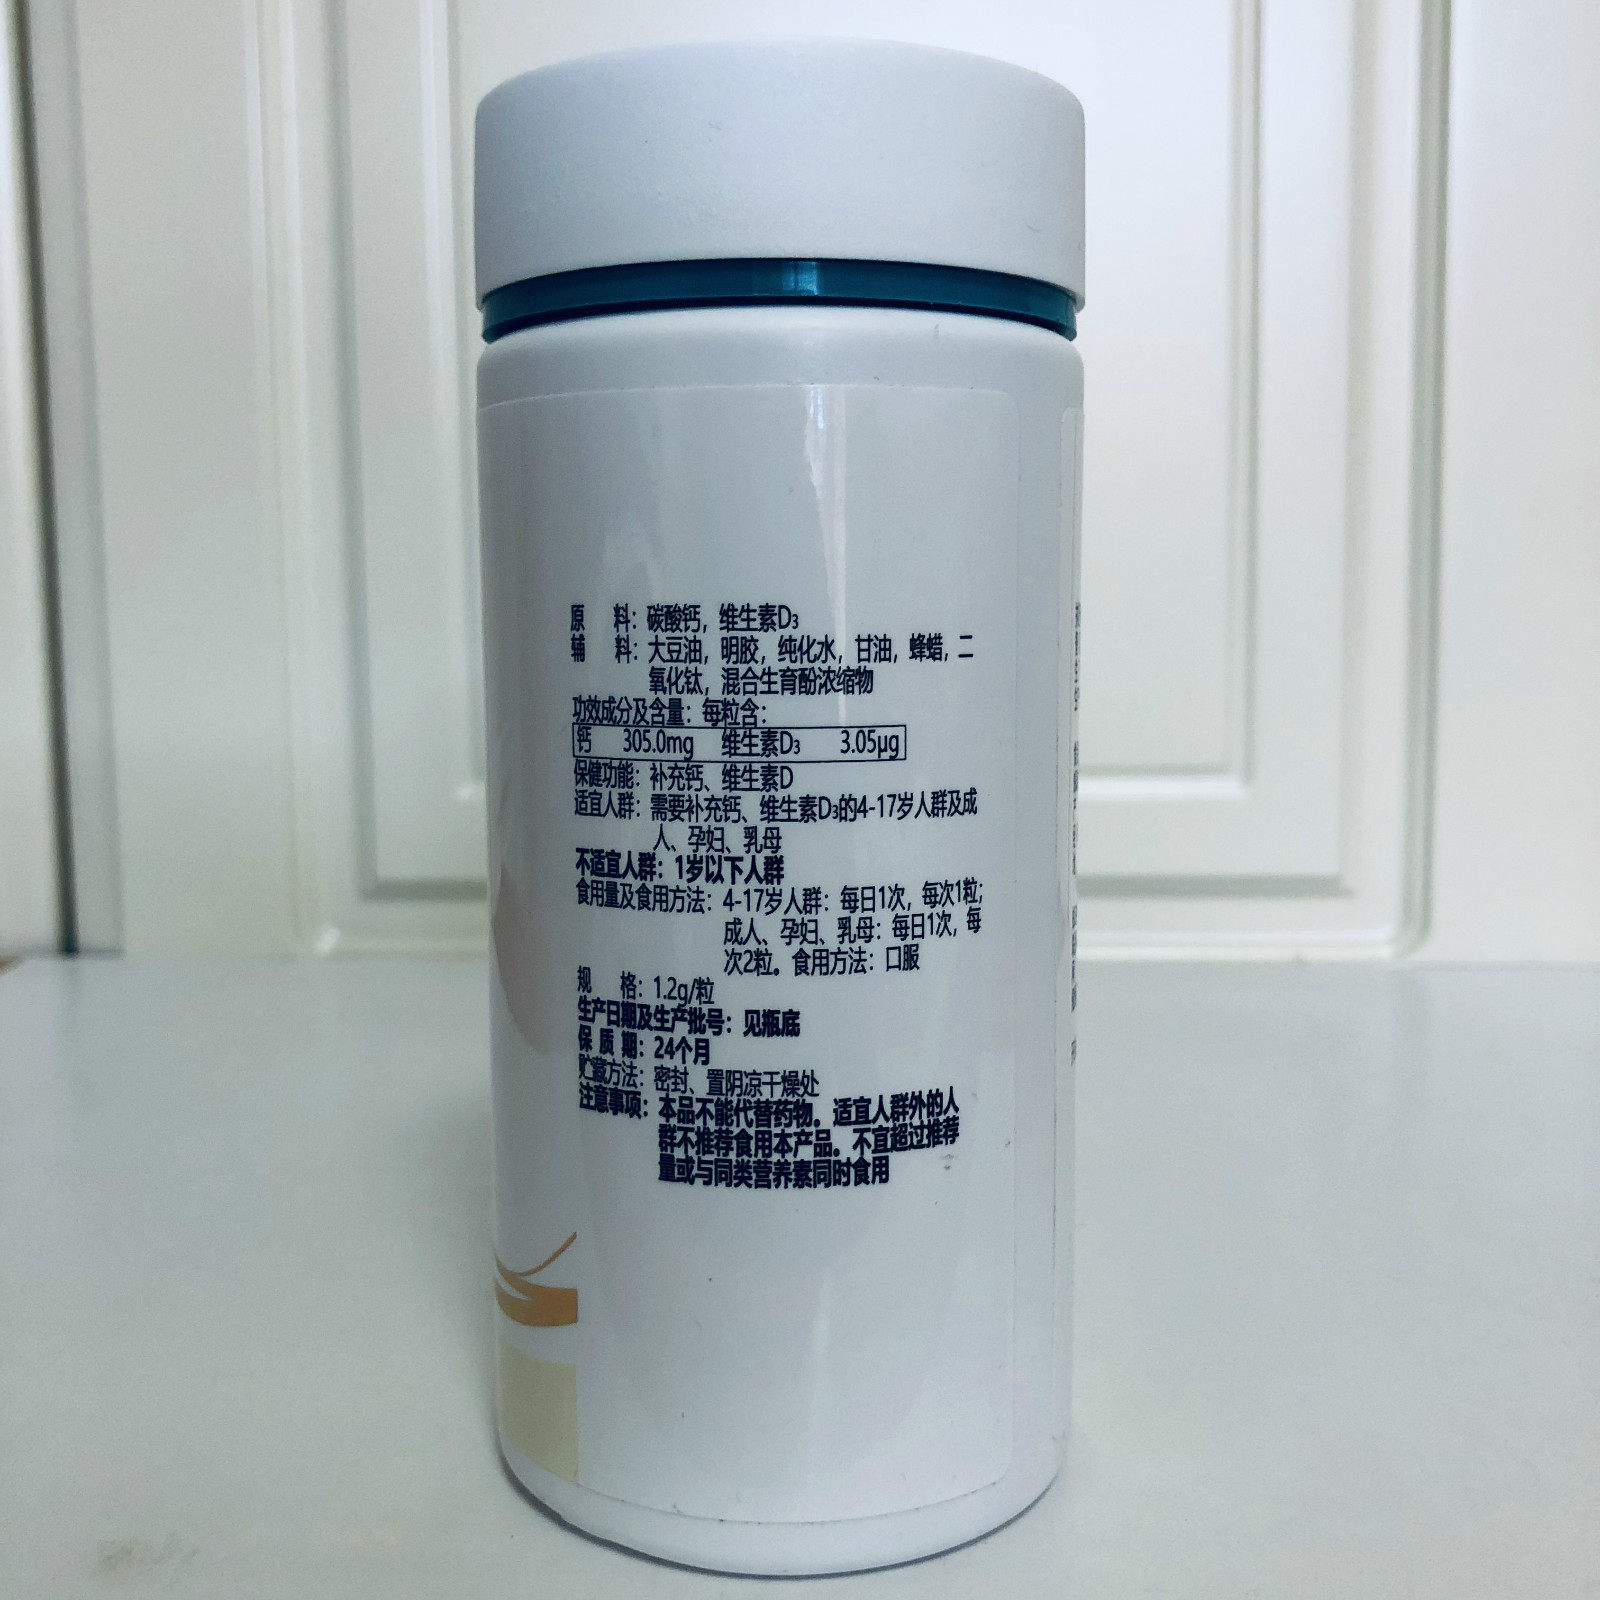 原 料：碳酸钙，维生素D₃
辅 料：大豆油，明胶，纯化水，甘油，蜂蜡，二
氧化钛，混合生育酚浓缩物
功效成分及含量：每粒含：
钙 305.0mg 维生素D₃ 3.05μg
保健功能：补充钙、维生素D
适宜人群：需要补充钙、维生素D₃的4-17岁人群及成
人、孕妇、乳母
不适宜人群：1岁以下人群
食用量及食用方法：4-17岁人群：每日1次，每次1粒；
成人、孕妇、乳母：每日1次，每
次2粒。食用方法：口服
规 格：1.2g/粒
生产日期及生产批号：见瓶底
保 质 期：24个月
贮藏方法：密封、置阴凉干燥处
注意事项：本品不能代替药物。适宜人群外的人
群不推荐食用本产品。不宜超过推荐
量或与同类营养素同时食用